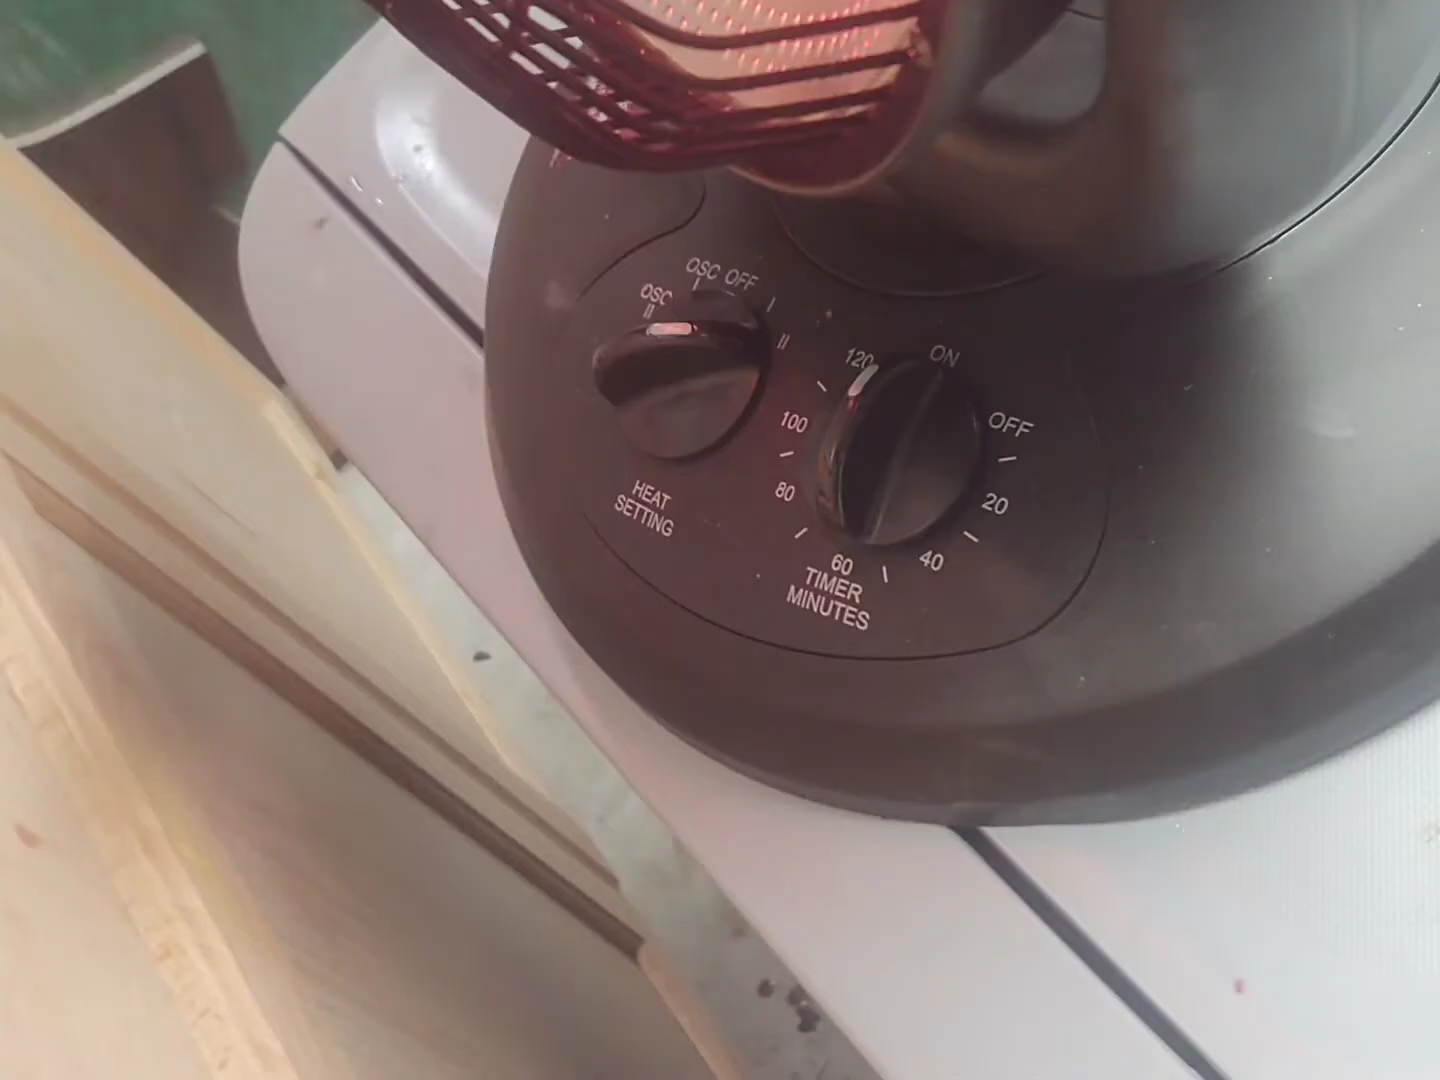 OSC OFF
I I
OSC
II II
HEAT
SETTING
120 ON
100 OFF
80 20
60 40
TIMER
MINUTES